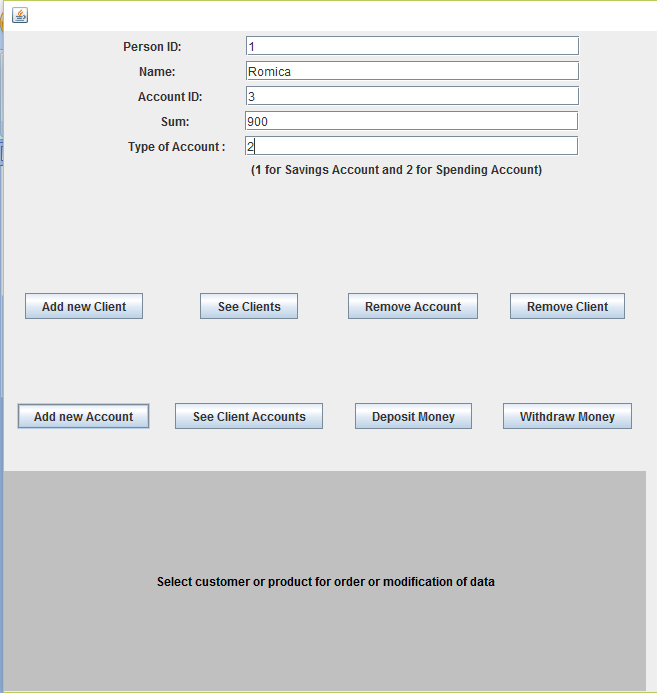 Person ID: 1
Name: Romica
Account ID: 3
Sum: 900
Type of Account : 2
(1 for Savings Account and 2 for Spending Account)
Add new Client See Clients Remove Account Remove Client
Add new Account See Client Accounts Deposit Money Withdraw Money
Select customer or product for order or modification of data